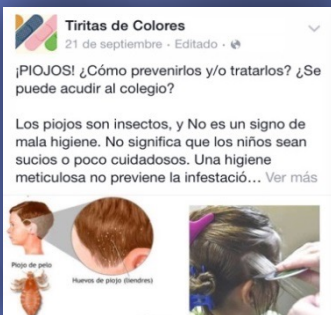 Tiritas de Colores
21 de septiembre · Editado ·
¡PIOJOS! ¿Cómo prevenirlos y/o tratarlos? ¿Se
puede acudir al colegio?
Los piojos son insectos, y No es un signo de
mala higiene. No significa que los niños sean
sucios o poco cuidadosos. Una higiene
meticulosa no previene la infestació... Ver más
Piojo de pelo
Huevos de piojo (liendres)